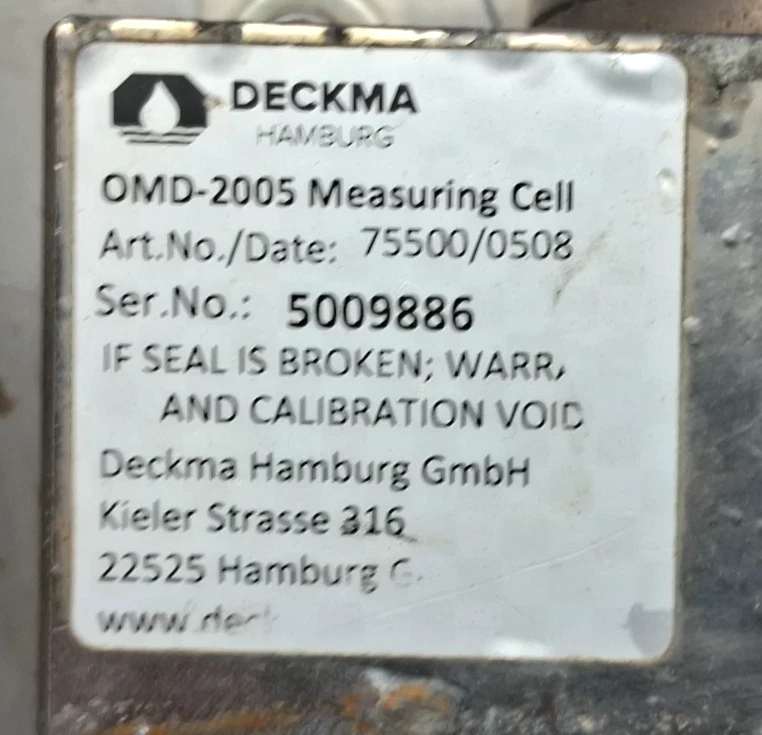 DECKMA
HAMBURG
OMD-2005 Measuring Cell
Art.No./Date: 75500/0508
Ser.No.: 5009886
IF SEAL IS BROKEN;
AND CALIBRATION VOID
Deckma Hamburg GmbH
Kieler Strasse 316
22525 Hamburg